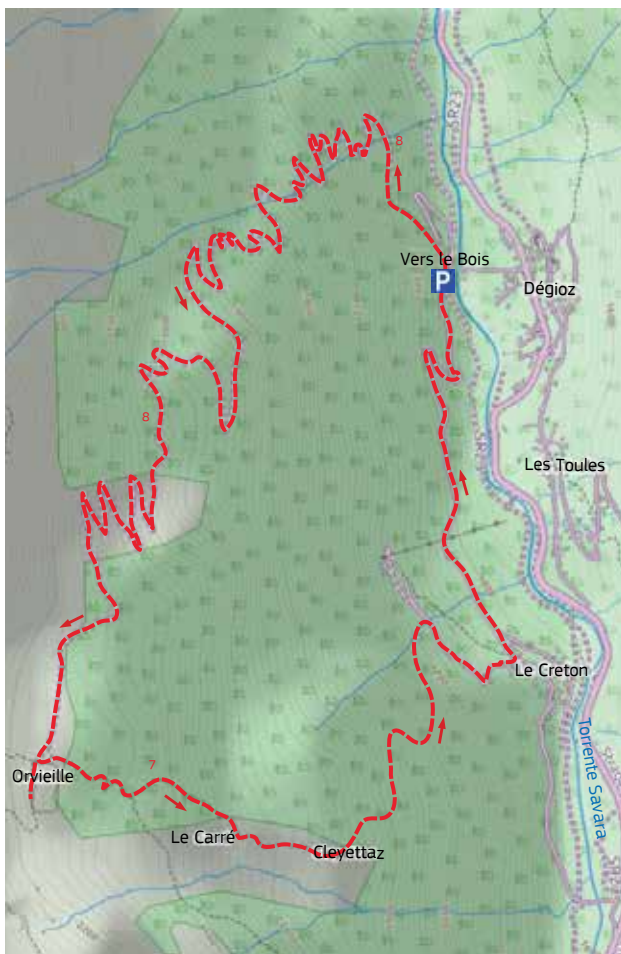 SR23
8
Vers le Bois
P
Dégioz
8
Les Toules
Le Creton
Torrente Savara
Orvieille
7
Le Carré
Cleyettaz